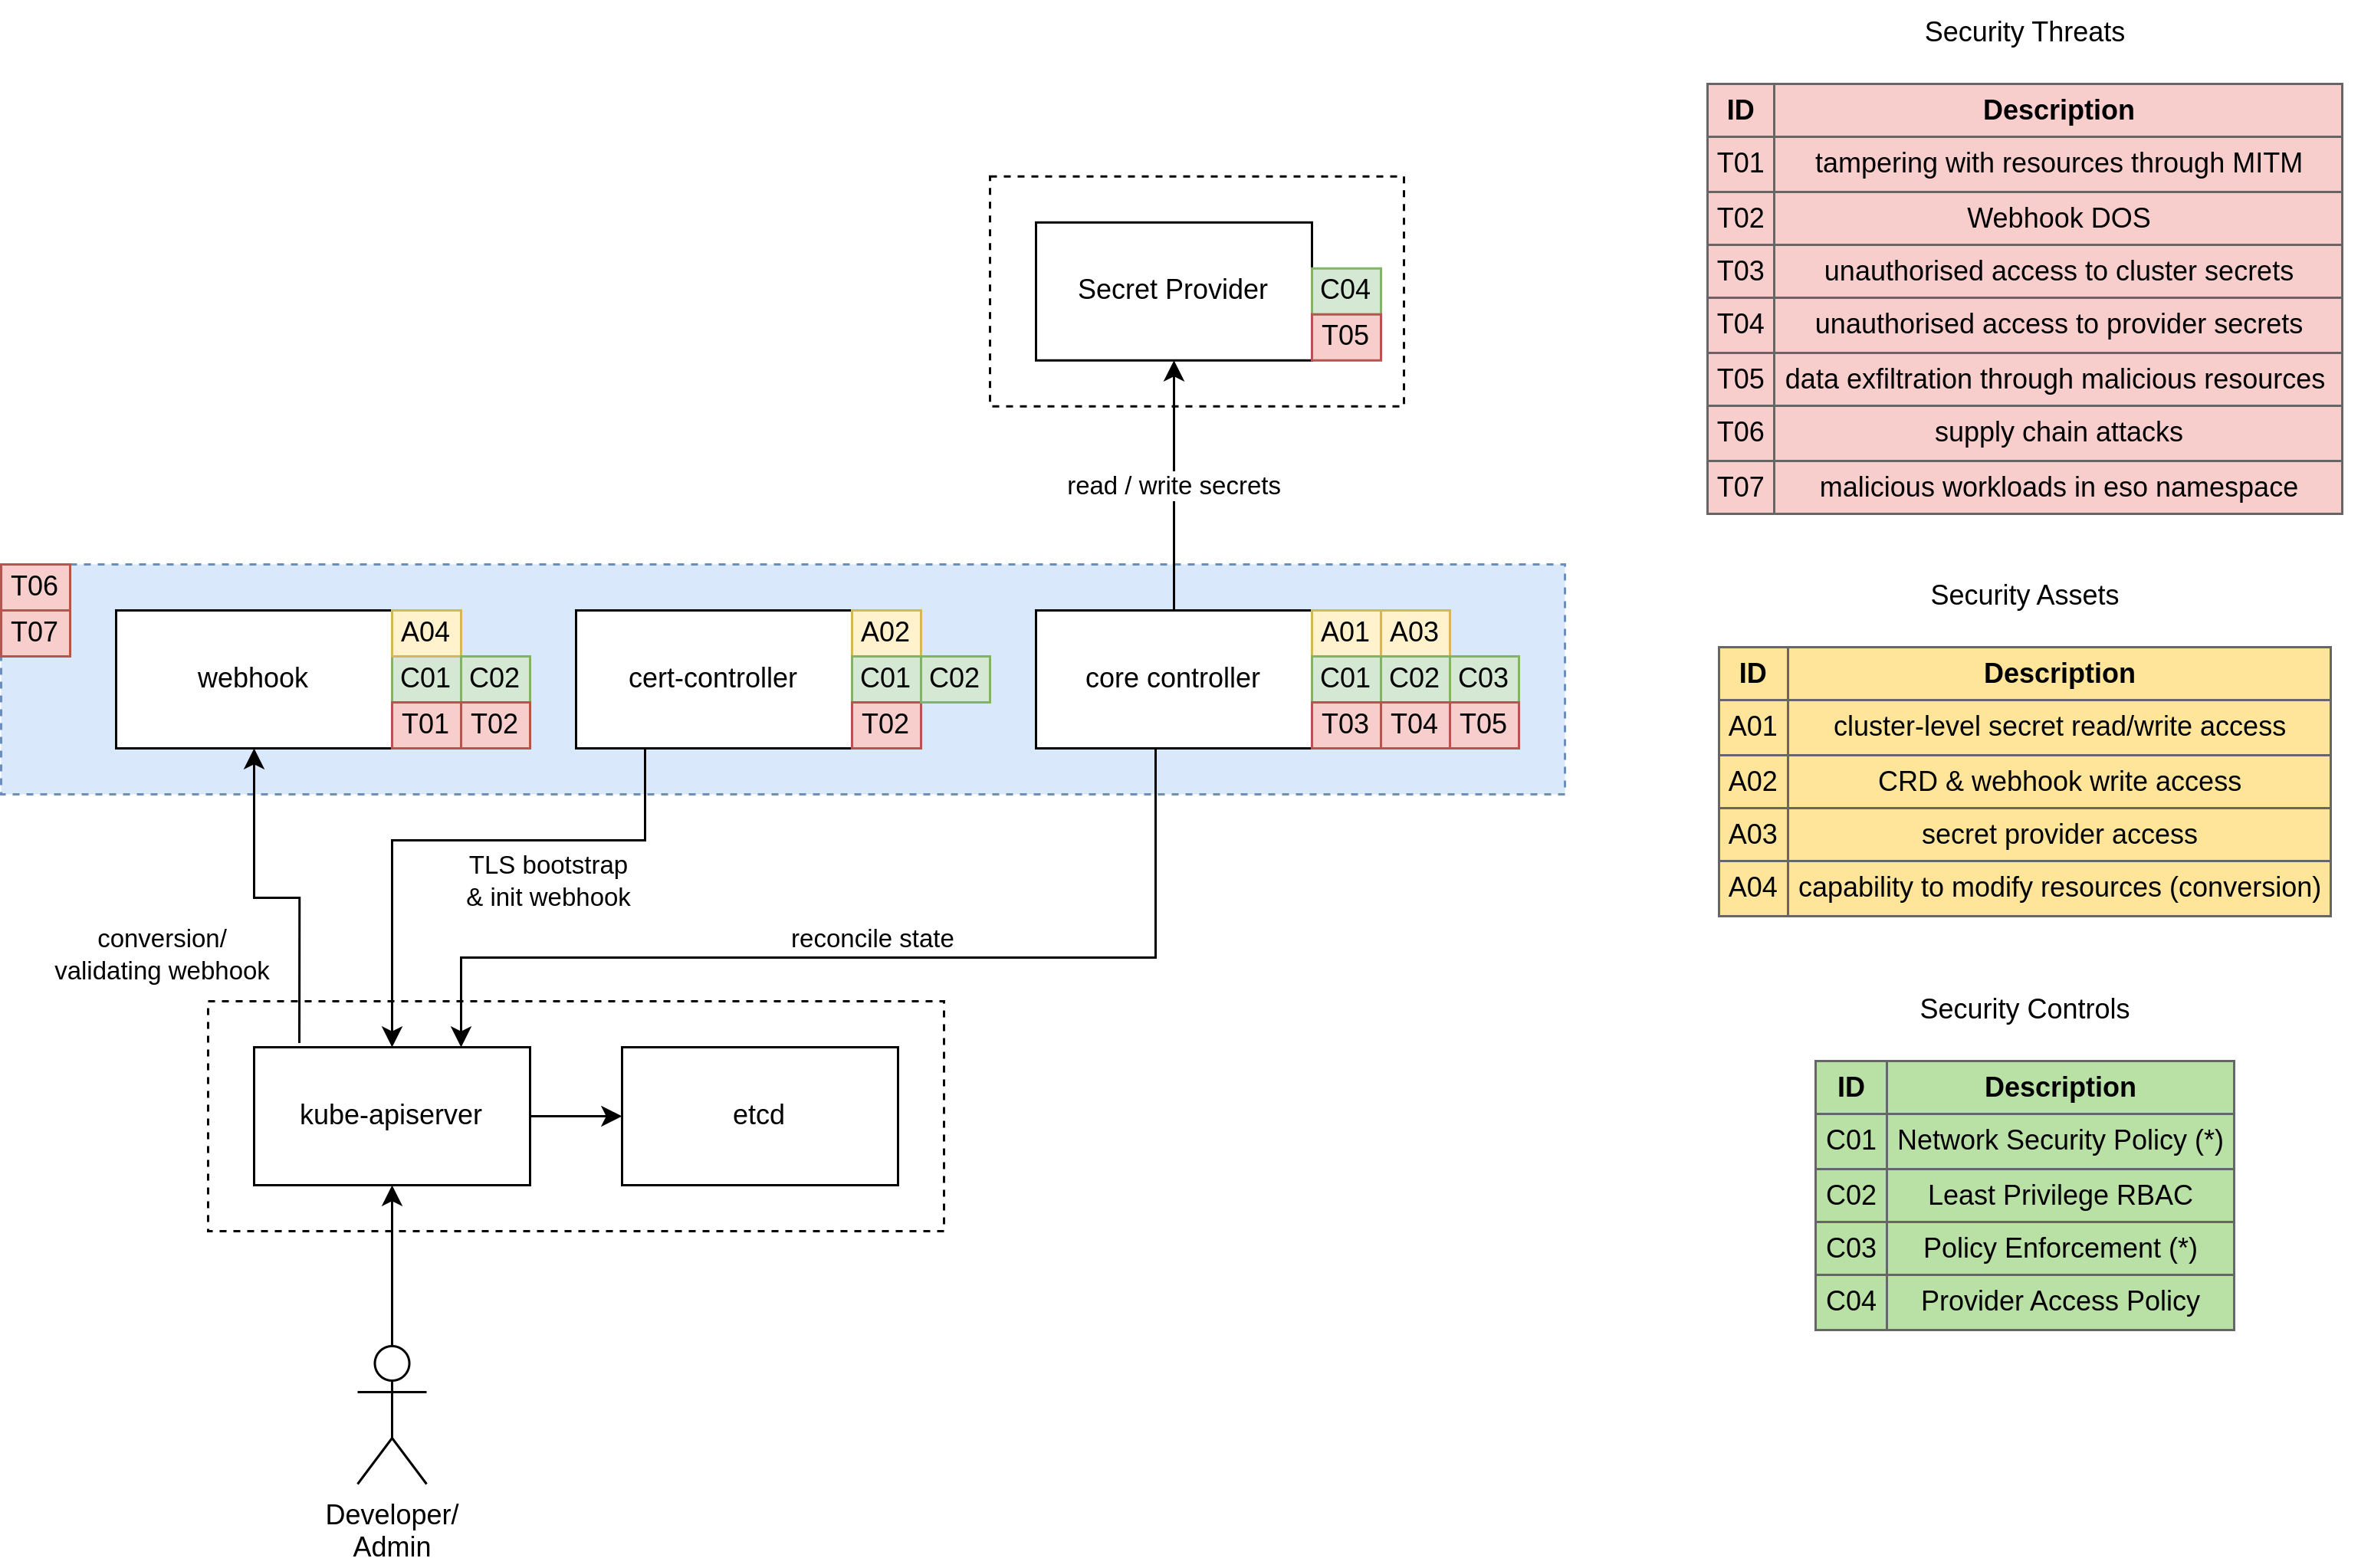 Secret Provider
C04
T05
read / write secrets
T06
T07
webhook
A04
C01 C02
T01 T02
cert-controller
A02
C01 C02
T02
core controller
A01 A03
C01 C02 C03
T03 T04 T05
TLS bootstrap
& init webhook
conversion/
validating webhook
reconcile state
kube-apiserver
etcd
Developer/
Admin
Security Threats
ID Description
T01 tampering with resources through MITM
T02 Webhook DOS
T03 unauthorised access to cluster secrets
T04 unauthorised access to provider secrets
T05 data exfiltration through malicious resources
T06 supply chain attacks
T07 malicious workloads in eso namespace
Security Assets
ID Description
A01 cluster-level secret read/write access
A02 CRD & webhook write access
A03 secret provider access
A04 capability to modify resources (conversion)
Security Controls
ID Description
C01 Network Security Policy (*)
C02 Least Privilege RBAC
C03 Policy Enforcement (*)
C04 Provider Access Policy